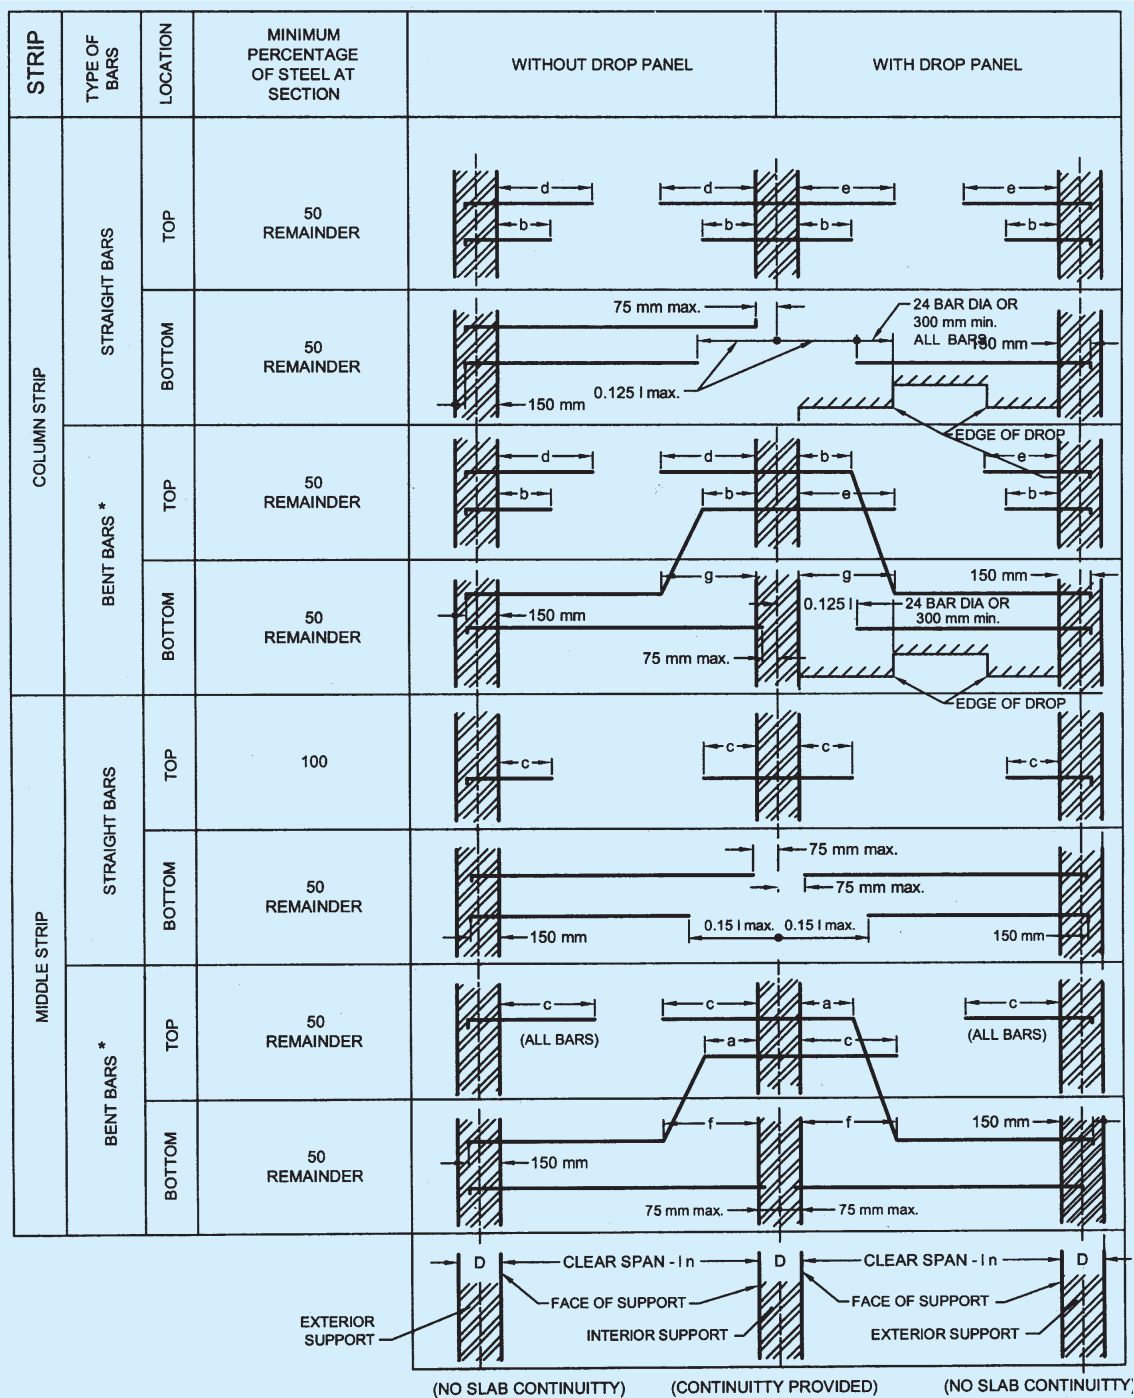 STRIP
TYPE OF
BARS
LOCATION
MINIMUM
PERCENTAGE
OF STEEL AT
SECTION
WITHOUT DROP PANEL
WITH DROP PANEL
COLUMN STRIP
STRAIGHT BARS
TOP
50
REMAINDER
d
d
e
e
b
b
b
b
BOTTOM
50
REMAINDER
75 mm max.
24 BAR DIA OR
300 mm min.
ALL BARS
150 mm
0.125 l max.
150 mm
EDGE OF DROP
BENT BARS *
TOP
50
REMAINDER
d
d
b
e
b
b
e
b
BOTTOM
50
REMAINDER
g
g
150 mm
150 mm
0.125 l
24 BAR DIA OR
300 mm min.
75 mm max.
EDGE OF DROP
MIDDLE STRIP
STRAIGHT BARS
TOP
100
c
c
c
c
BOTTOM
50
REMAINDER
75 mm max.
75 mm max.
0.15 l max. 0.15 l max.
150 mm
150 mm
BENT BARS *
TOP
50
REMAINDER
c
c
a
c
(ALL BARS)
a
c
(ALL BARS)
BOTTOM
50
REMAINDER
f
f
150 mm
150 mm
75 mm max.
75 mm max.
D
CLEAR SPAN - l n
D
CLEAR SPAN - l n
D
FACE OF SUPPORT
FACE OF SUPPORT
EXTERIOR
SUPPORT
INTERIOR SUPPORT
EXTERIOR SUPPORT
(NO SLAB CONTINUITTY)
(CONTINUITTY PROVIDED)
(NO SLAB CONTINUITTY)